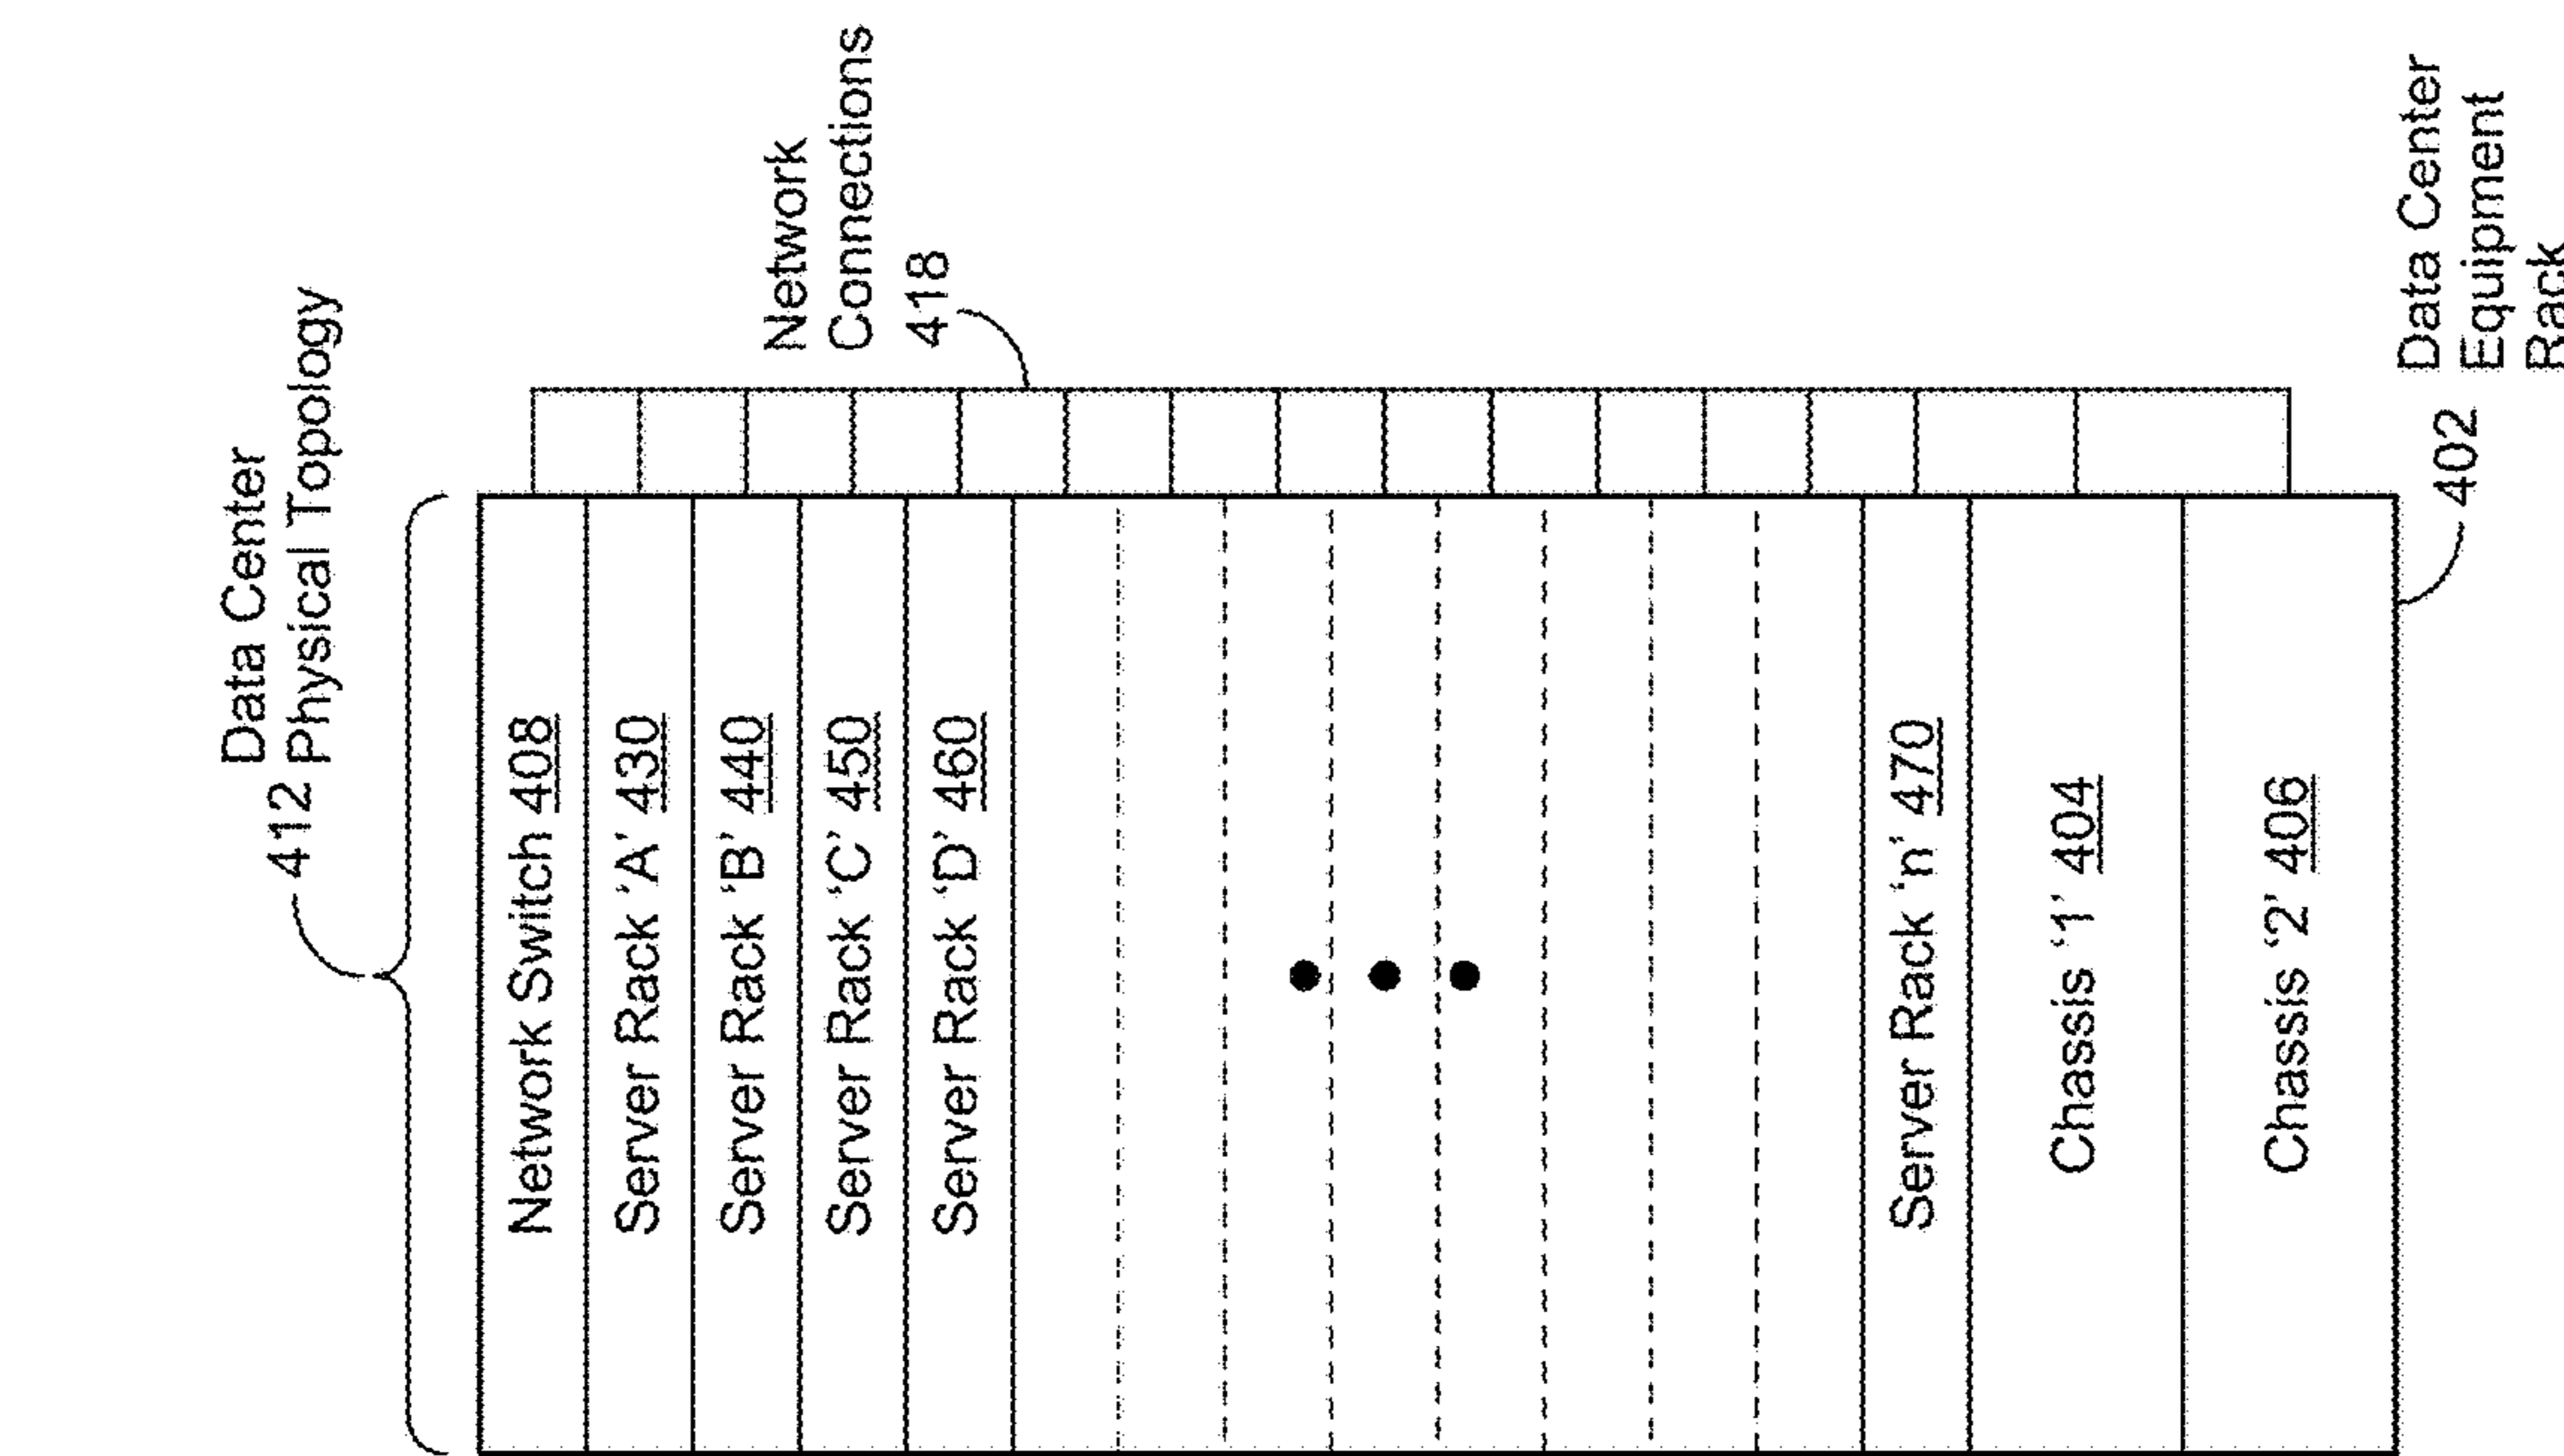 Data Center
Physical Topology
412
Network
Connections
418
Network Switch 408
Server Rack ‘A’ 430
Server Rack ‘B’ 440
Server Rack ‘C’ 450
Server Rack ‘D’ 460
Server Rack ‘n’ 470
Chassis ‘1’ 404
Chassis ‘2’ 406
402
Data Center
Equipment
Rack